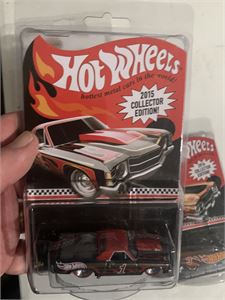 HOT WHEELS
hottest metal cars in the world!
2015
COLLECTOR
EDITION!